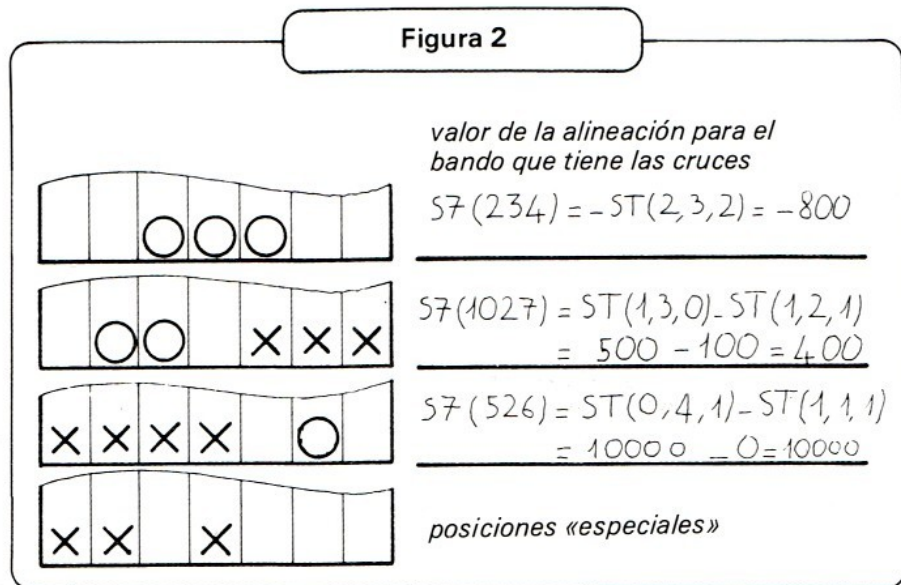 Figura 2
valor de la alineación para el
bando que tiene las cruces
S7(234) = -ST(2,3,2) = -800
S7(1027) = ST(1,3,0)-ST(1,2,1)
= 500 - 100 = 400
S7(526) = ST(0,4,1)-ST(1,1,1)
= 10000 - 0 = 10000
posiciones «especiales»